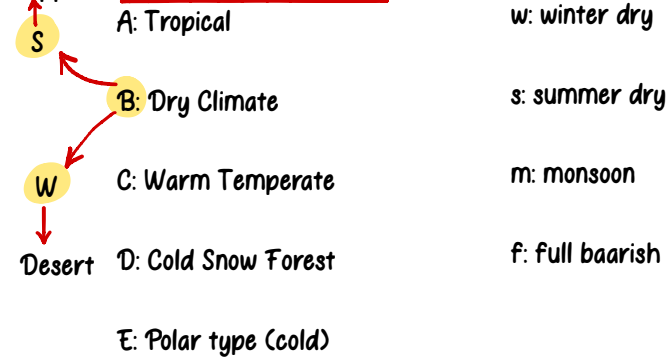 A: Tropical
w: winter dry
S
B: Dry Climate
s: summer dry
W
C: Warm Temperate
m: monsoon
Desert
D: Cold Snow Forest
f: full baarish
E: Polar type (cold)